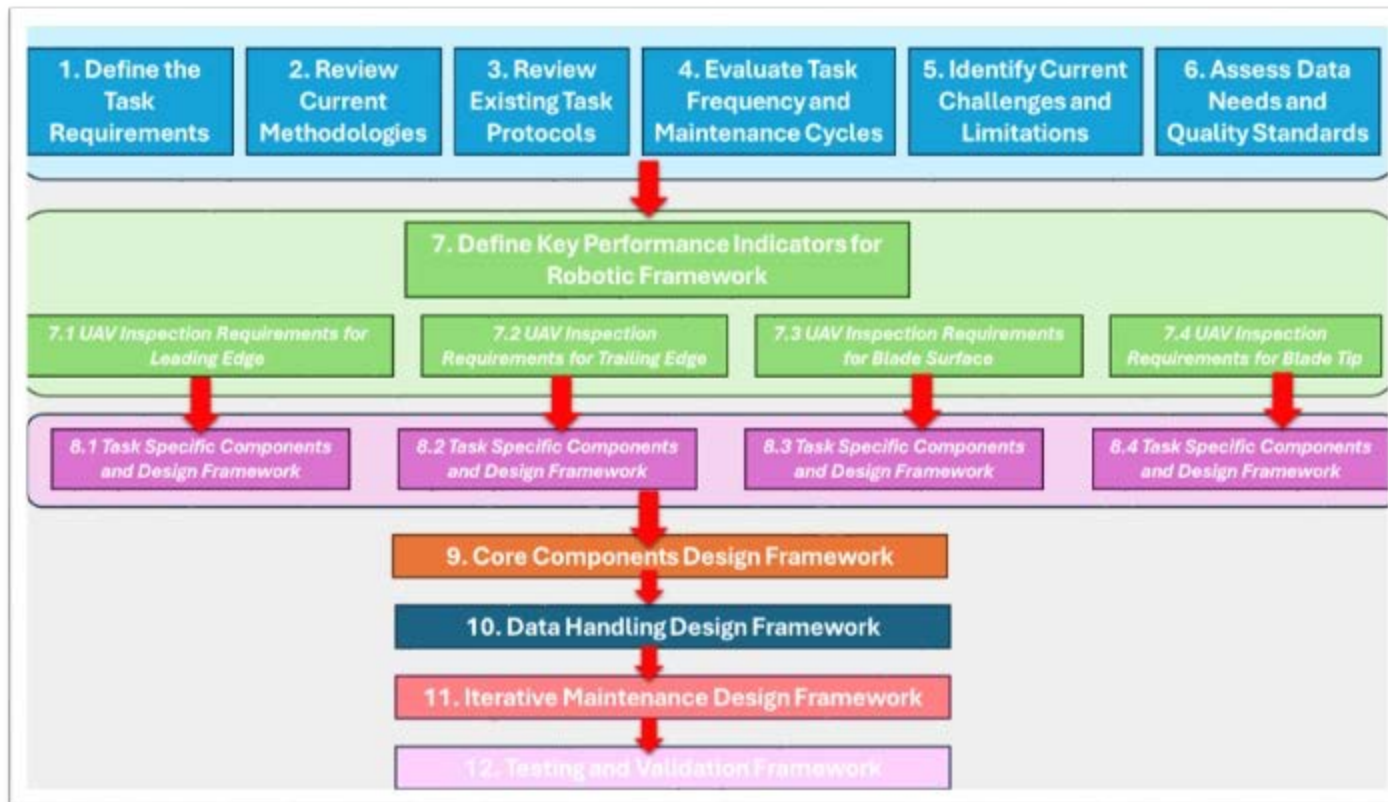 1. Define the
Task
Requirements
2. Review
Current
Methodologies
3. Review
Existing Task
Protocols
4. Evaluate Task
Frequency and
Maintenance Cycles
5. Identify Current
Challenges and
Limitations
6. Assess Data
Needs and
Quality Standards
7. Define Key Performance Indicators for
Robotic Framework
7.1 UAV Inspection Requirements for
Leading Edge
7.2 UAV Inspection
Requirements for Trailing Edge
7.3 UAV Inspection Requirements
for Blade Surface
7.4 UAV Inspection
Requirements for Blade Tip
8.1 Task Specific Components
and Design Framework
8.2 Task Specific Components
and Design Framework
8.3 Task Specific Components
and Design Framework
8.4 Task Specific Components
and Design Framework
9. Core Components Design Framework
10. Data Handling Design Framework
11. Iterative Maintenance Design Framework
12. Testing and Validation Framework